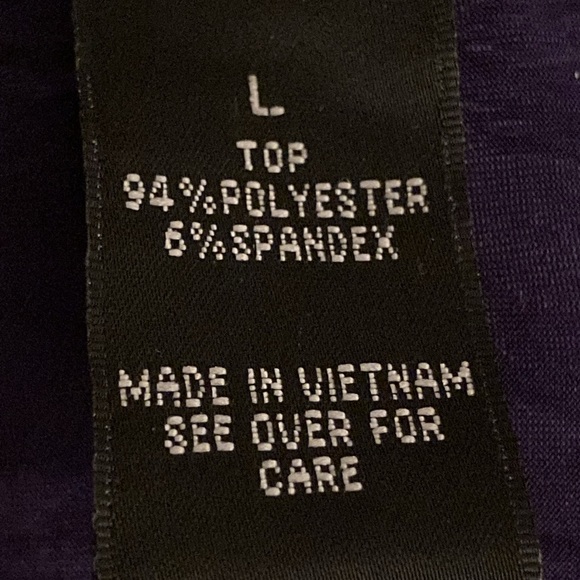 L
TOP
94%POLYESTER
6%SPANDEX
MADE IN VIETNAM
SEE OVER FOR
CARE